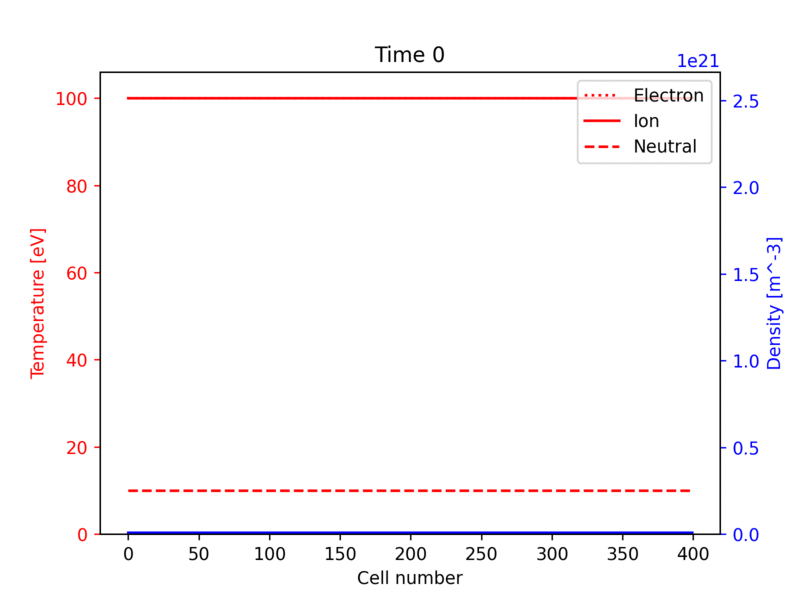 Time 0
1e21
100
80
60
40
20
0
Temperature [eV]
Electron
Ion
Neutral
2.5
2.0
1.5
1.0
0.5
0.0
Density [m^-3]
0 50 100 150 200 250 300 350 400
Cell number